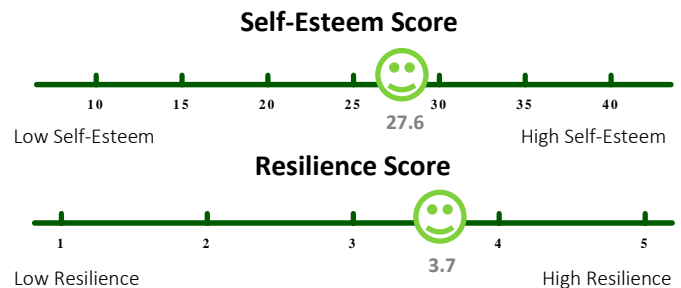 Self-Esteem Score
10 15 20 25 30 35 40
27.6
Low Self-Esteem High Self-Esteem
Resilience Score
1 2 3 4 5
3.7
Low Resilience High Resilience